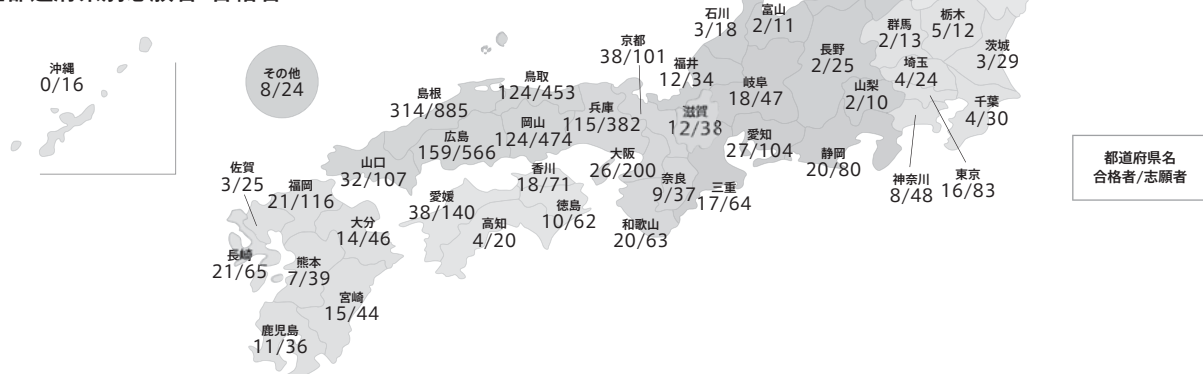 石川
3/18
富山
2/11
群馬
2/13
栃木
5/12
茨城
3/29
京都
38/101
福井
12/34
長野
2/25
埼玉
4/24
沖縄
0/16
その他
8/24
鳥取
124/453
島根
314/885
兵庫
115/382
岐阜
18/47
山梨
2/10
千葉
4/30
滋賀
12/38
岡山
124/474
広島
159/566
愛知
27/104
静岡
20/80
大阪
26/200
山口
32/107
香川
18/71
奈良
9/37
三重
17/64
神奈川
8/48
東京
16/83
都道府県名
合格者/志願者
佐賀
3/25
福岡
21/116
愛媛
38/140
徳島
10/62
高知
4/20
和歌山
20/63
大分
14/46
長崎
21/65
熊本
7/39
宮崎
15/44
鹿児島
11/36